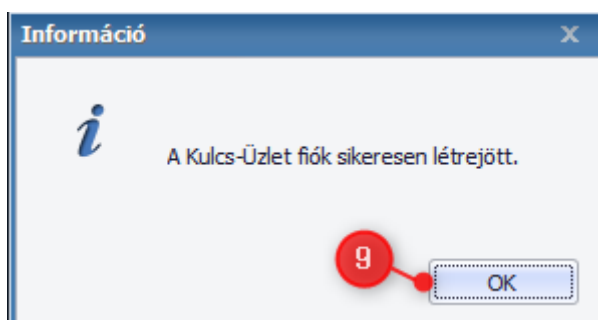 Információ
A Kulcs-Üzlet fiók sikeresen létrejött.
9
OK